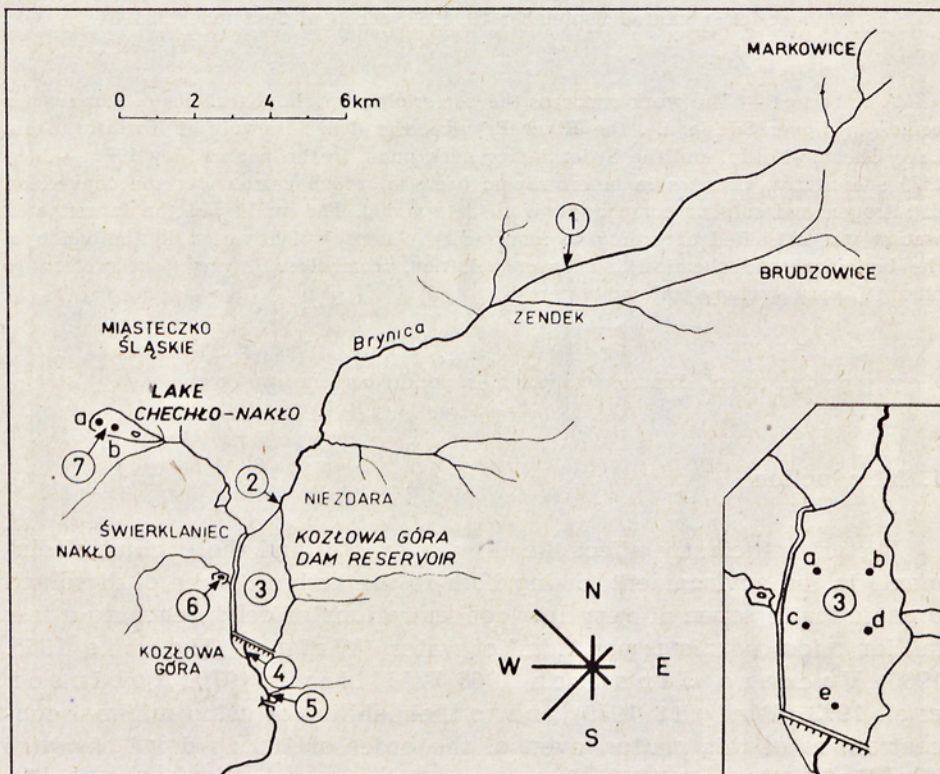 MARKOWICE
0 2 4 6km
1
BRUDZOWICE
ZENDEK
Brynica
MIASTECZKO
ŚLĄSKIE
LAKE
CHECHŁO-NAKŁO
a
b
7
2
NIEZDARA
ŚWIERKLANIEC
NAKŁO
KOZŁOWA GÓRA
DAM RESERVOIR
3
6
KOZŁOWA
GÓRA
4
5
N
W E
S
a b
3
c d
e